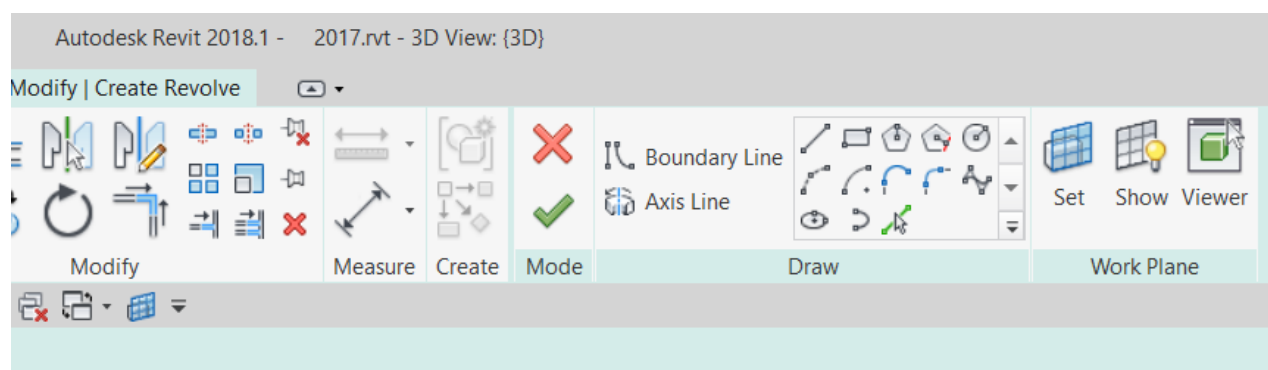 Autodesk Revit 2018.1 - 2017.rvt - 3D View: {3D}
Modify | Create Revolve
Boundary Line
Axis Line
Set Show Viewer
Modify Measure Create Mode Draw Work Plane